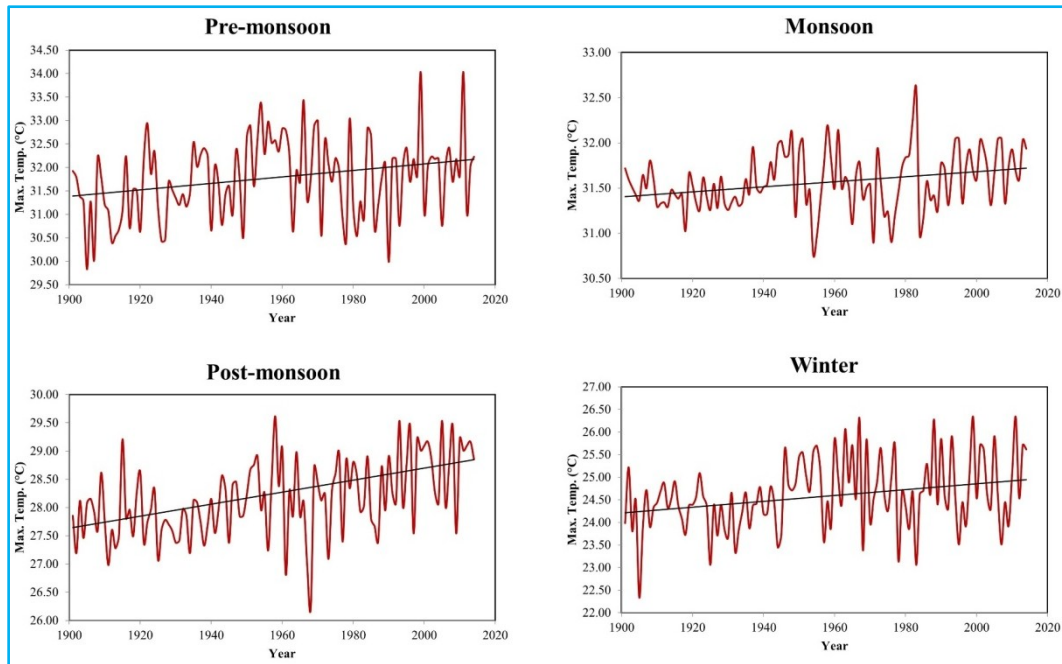 Pre-monsoon
Max. Temp. (°C)
34.50
34.00
33.50
33.00
32.50
32.00
31.50
31.00
30.50
30.00
29.50
1900 1920 1940 1960 1980 2000 2020
Year
Monsoon
Max. Temp. (°C)
33.00
32.50
32.00
31.50
31.00
30.50
1900 1920 1940 1960 1980 2000 2020
Year
Post-monsoon
Max. Temp. (°C)
30.00
29.50
29.00
28.50
28.00
27.50
27.00
26.50
26.00
1900 1920 1940 1960 1980 2000 2020
Year
Winter
Max. Temp. (°C)
27.00
26.50
26.00
25.50
25.00
24.50
24.00
23.50
23.00
22.50
22.00
1900 1920 1940 1960 1980 2000 2020
Year